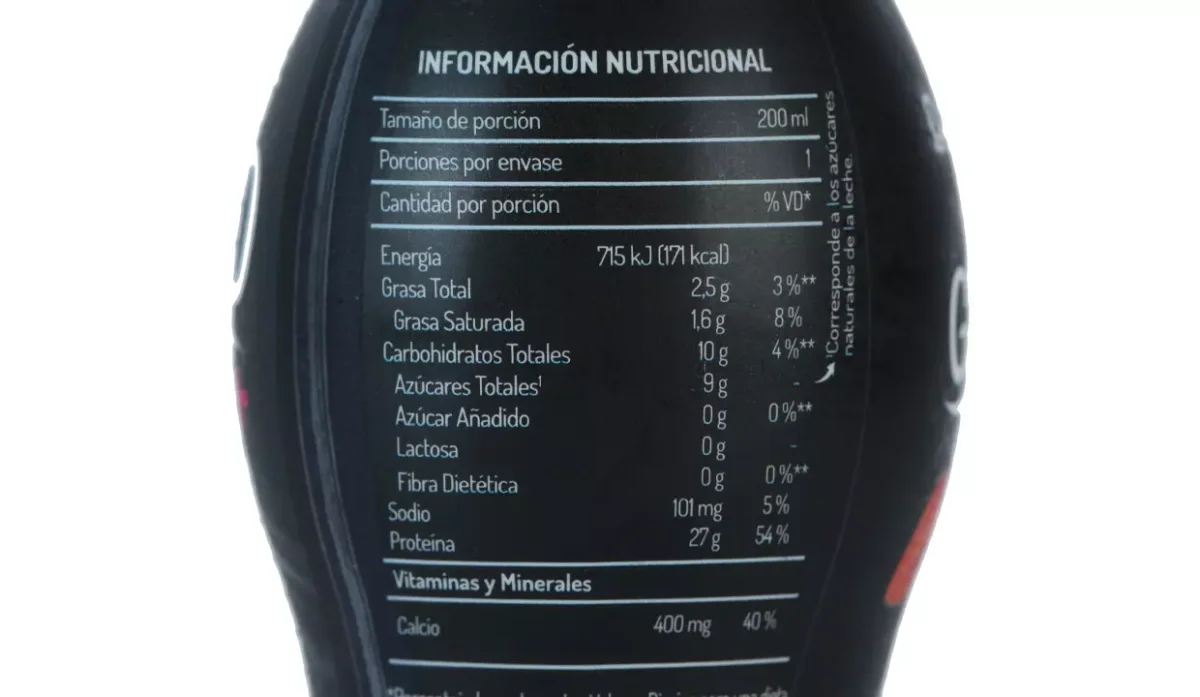 INFORMACIÓN NUTRICIONAL
Tamaño de porción 200 ml
Porciones por envase 1
Cantidad por porción % VD*
Energía 715 kJ (171 kcal)
Grasa Total 2,5 g 3 %**
Grasa Saturada 1,6 g 8 %
Carbohidratos Totales 10 g 4 %**
Azúcares Totales¹ 9 g -
Azúcar Añadido 0 g 0 %**
Lactosa 0 g -
Fibra Dietética 0 g 0 %**
Sodio 101 mg 5 %
Proteína 27 g 54 %
Vitaminas y Minerales
Calcio 400 mg 40 %
¹Corresponde a los azúcares
naturales de la leche.